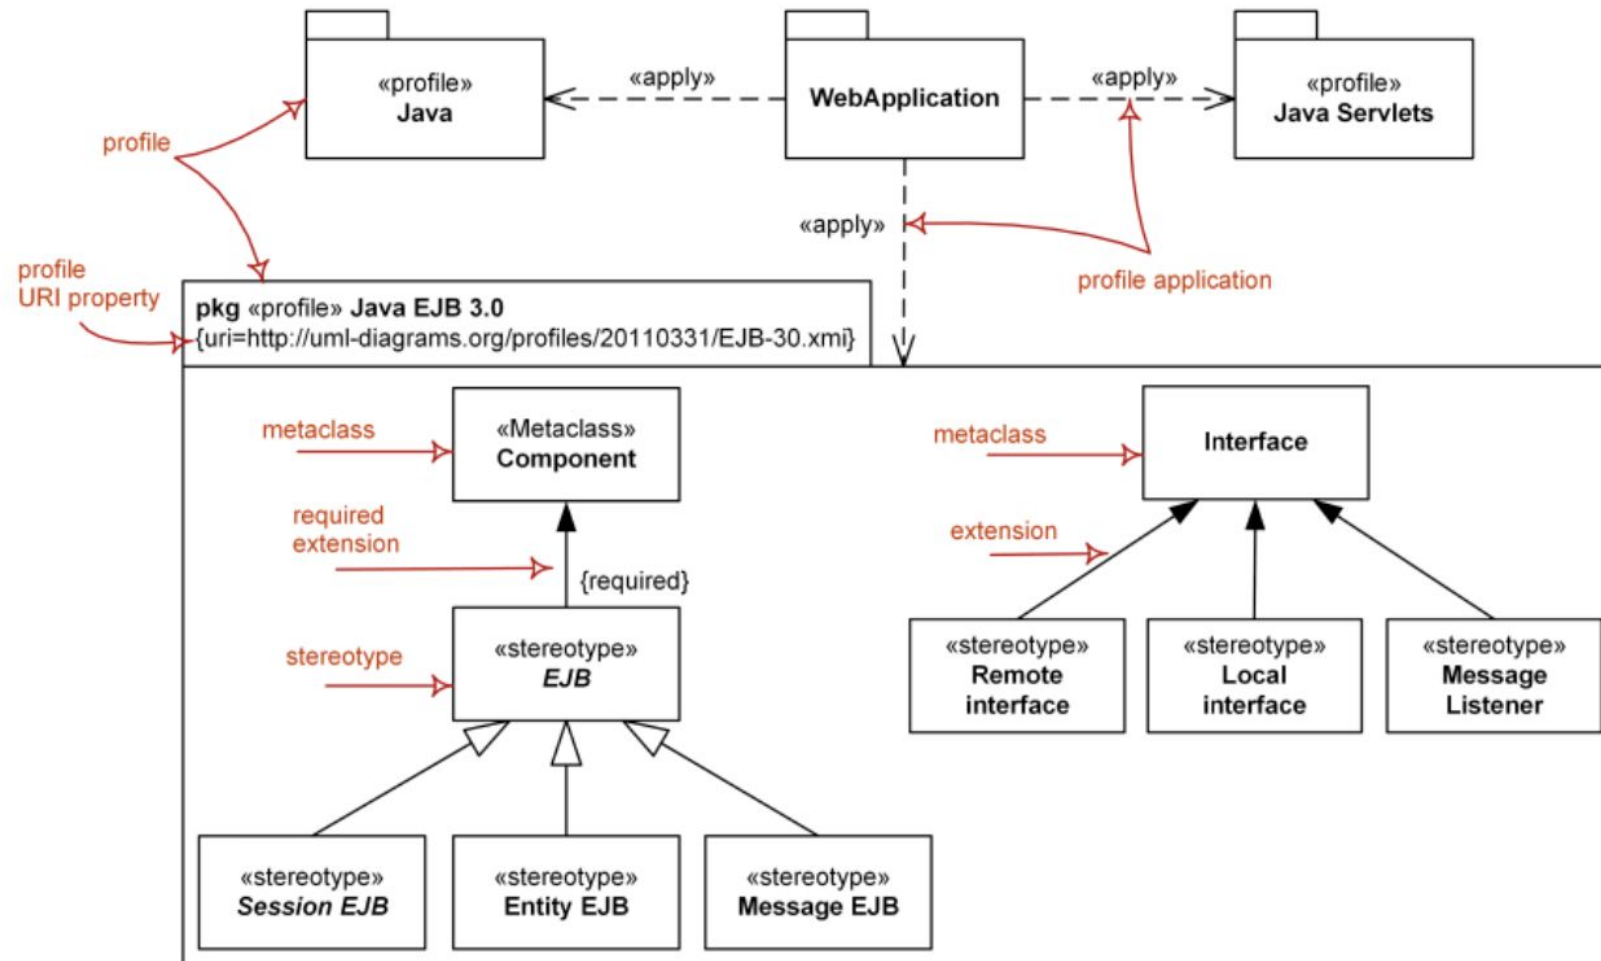 «profile»
Java
«apply»
WebApplication
«apply»
«profile»
Java Servlets
profile
«apply»
profile
URI property
profile application
pkg «profile» Java EJB 3.0
{uri=http://uml-diagrams.org/profiles/20110331/EJB-30.xmi}
metaclass
«Metaclass»
Component
metaclass
Interface
required
extension
{required}
extension
stereotype
«stereotype»
EJB
«stereotype»
Remote
interface
«stereotype»
Local
interface
«stereotype»
Message
Listener
«stereotype»
Session EJB
«stereotype»
Entity EJB
«stereotype»
Message EJB